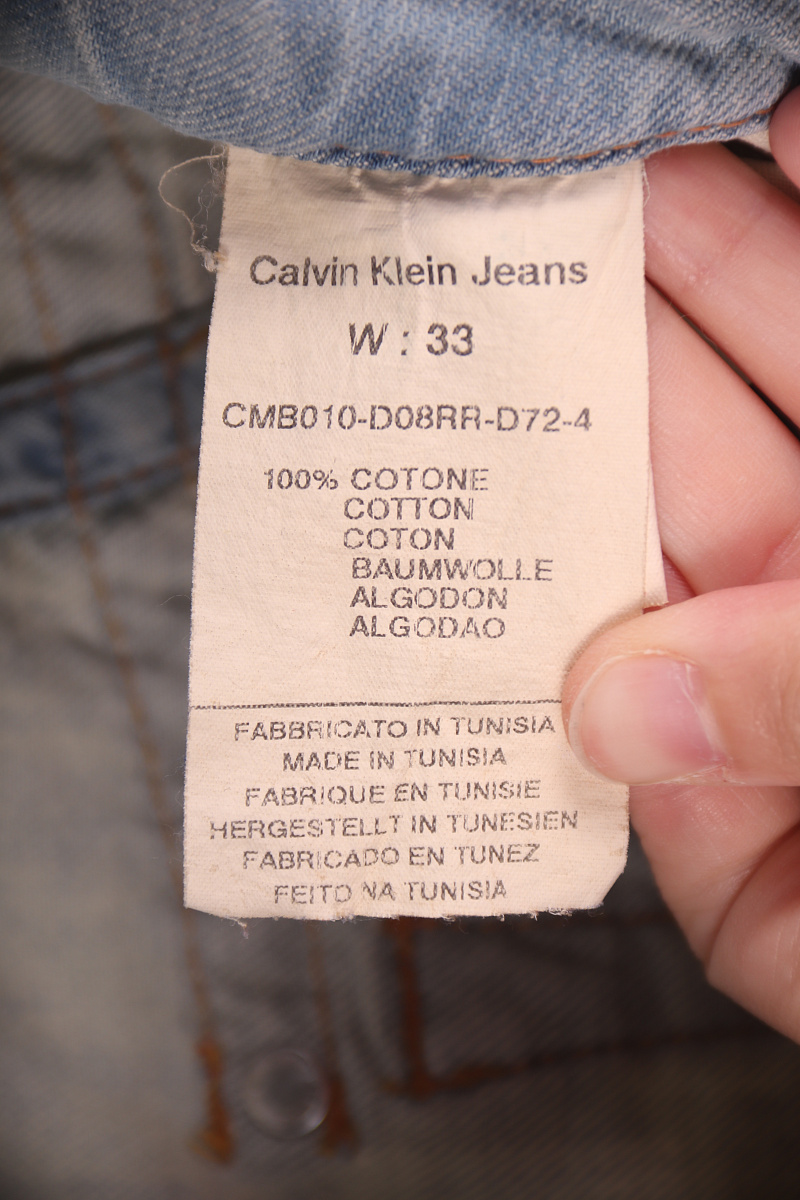 Calvin Klein Jeans
W : 33
CMB010-D08RR-D72-4
100% COTONE
COTTON
COTON
BAUMWOLLE
ALGODON
ALGODAO
FABBRICATO IN TUNISIA
MADE IN TUNISIA
FABRIQUE EN TUNISIE
HERGESTELLT IN TUNESIEN
FABRICADO EN TUNEZ
FEITO NA TUNISIA